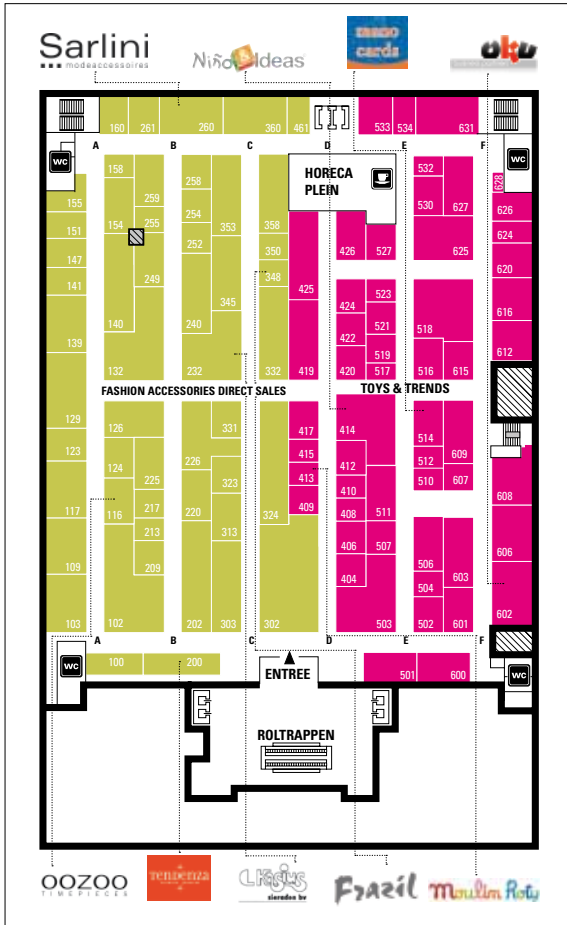 Sarlini
modeaccessoires
Niño & Ideas
mano
cards
oku
160 261 260 360 461 533 534 631
A B C D E F
WC
WC
HORECA
PLEIN
158 259 258 358 532 628
155 154 255 254 353 530 627 626
151 252 350 426 527 625 624
147 249 348 620
141 345 425 424 523
140 240 422 521 518 616
139 519 612
132 232 332 419 420 517 516 615
FASHION ACCESSORIES DIRECT SALES
TOYS & TRENDS
129 126 331 417 414 514
123 124 226 415 412 512 609
225 323 413 410 510 607 608
117 116 217 220 324 409 408 511
213 313 406 507 606
109 209 404 506 603
504 602
103 102 202 303 302 503 502 601
A B C D E F
WC
100 200
ENTREE
501 600
WC
ROLTRAPPEN
OOZOO
TIMEPIECES
TENDENZA
sieraden bv
Frazil
Moulin Roty